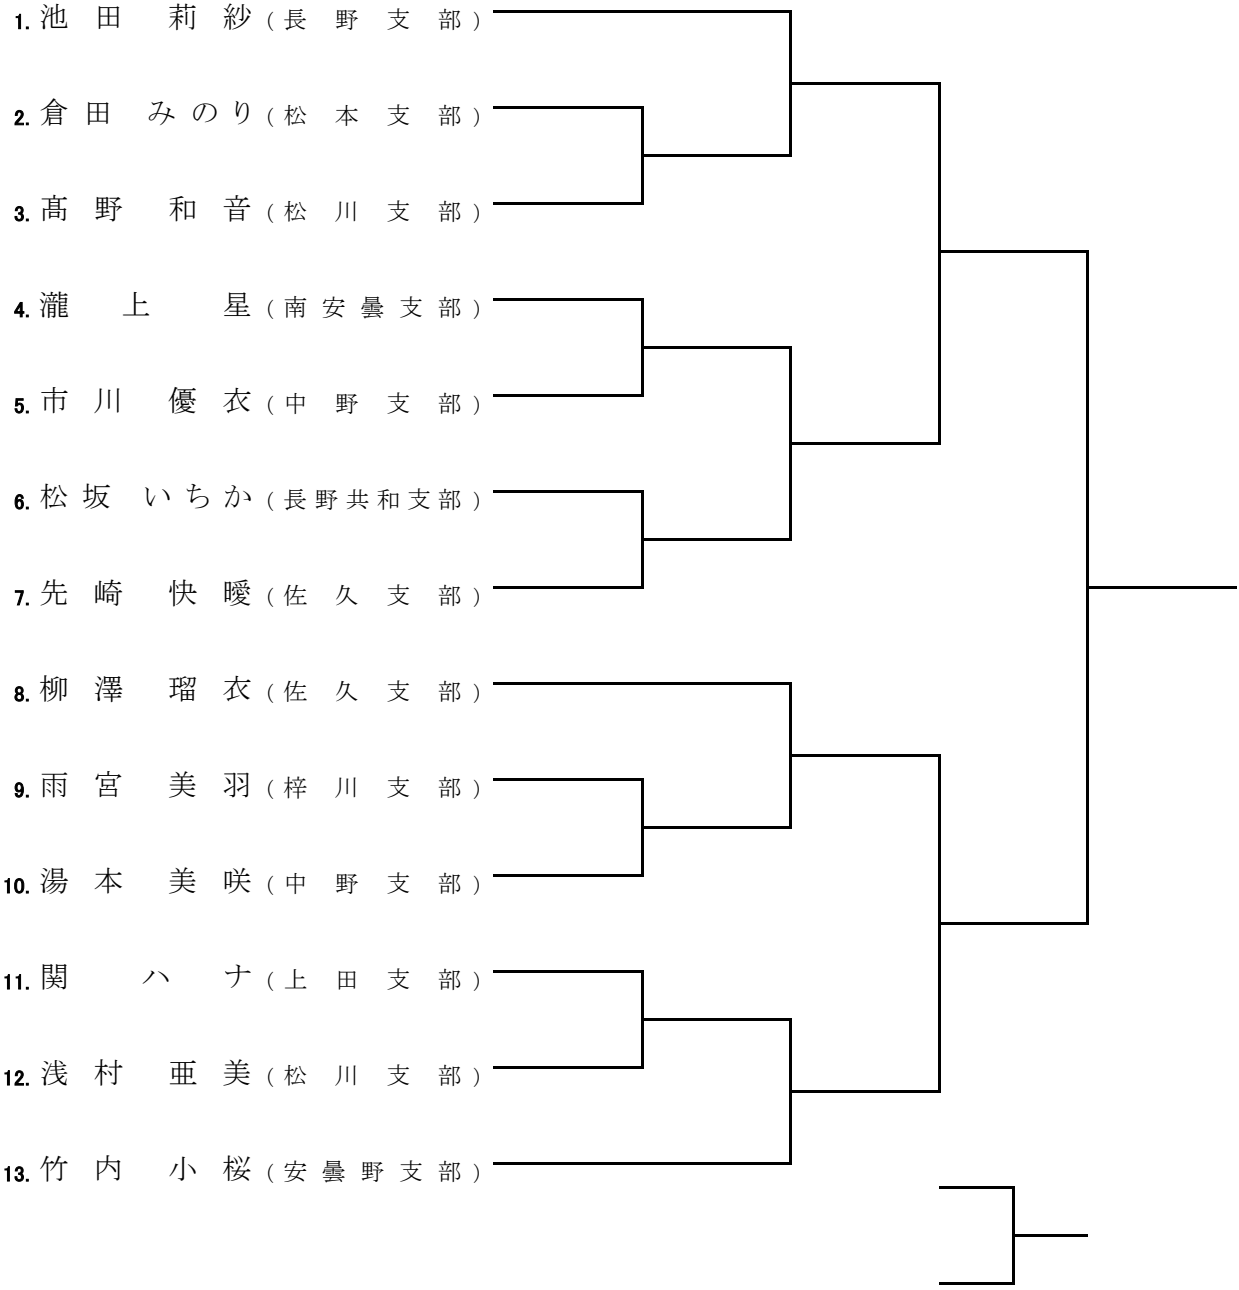 1. 池田 莉紗 (長野支部)
2. 倉田 みのり (松本支部)
3. 髙野 和音 (松川支部)
4. 瀧上 星 (南安曇支部)
5. 市川 優衣 (中野支部)
6. 松坂 いちか (長野共和支部)
7. 先崎 快曖 (佐久支部)
8. 柳澤 瑠衣 (佐久支部)
9. 雨宮 美羽 (梓川支部)
10. 湯本 美咲 (中野支部)
11. 関 ハナ (上田支部)
12. 浅村 亜美 (松川支部)
13. 竹内 小桜 (安曇野支部)